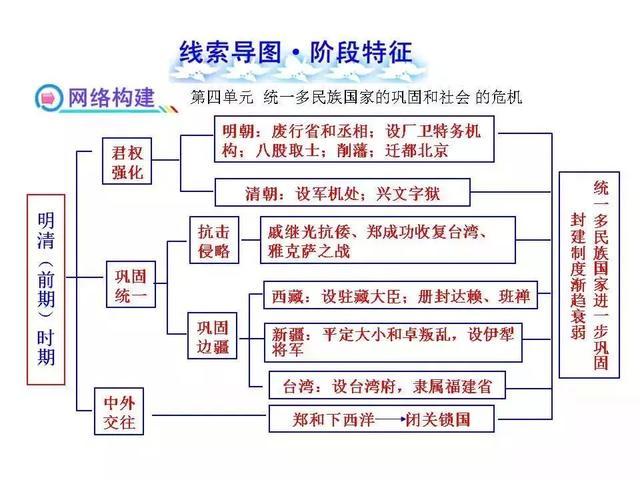 线索导图·阶段特征
网络构建
第四单元 统一多民族国家的巩固和社会 的危机
明清（前期）时期
君权
强化
明朝：废行省和丞相；设厂卫特务机
构；八股取士；削藩；迁都北京
清朝：设军机处；兴文字狱
巩固
统一
抗击
侵略
戚继光抗倭、郑成功收复台湾、
雅克萨之战
巩固
边疆
西藏：设驻藏大臣；册封达赖、班禅
新疆：平定大小和卓叛乱，设伊犁
将军
台湾：设台湾府，隶属福建省
中外
交往
郑和下西洋→闭关锁国
统一多民族国家进一步巩固
封建制度渐趋衰弱